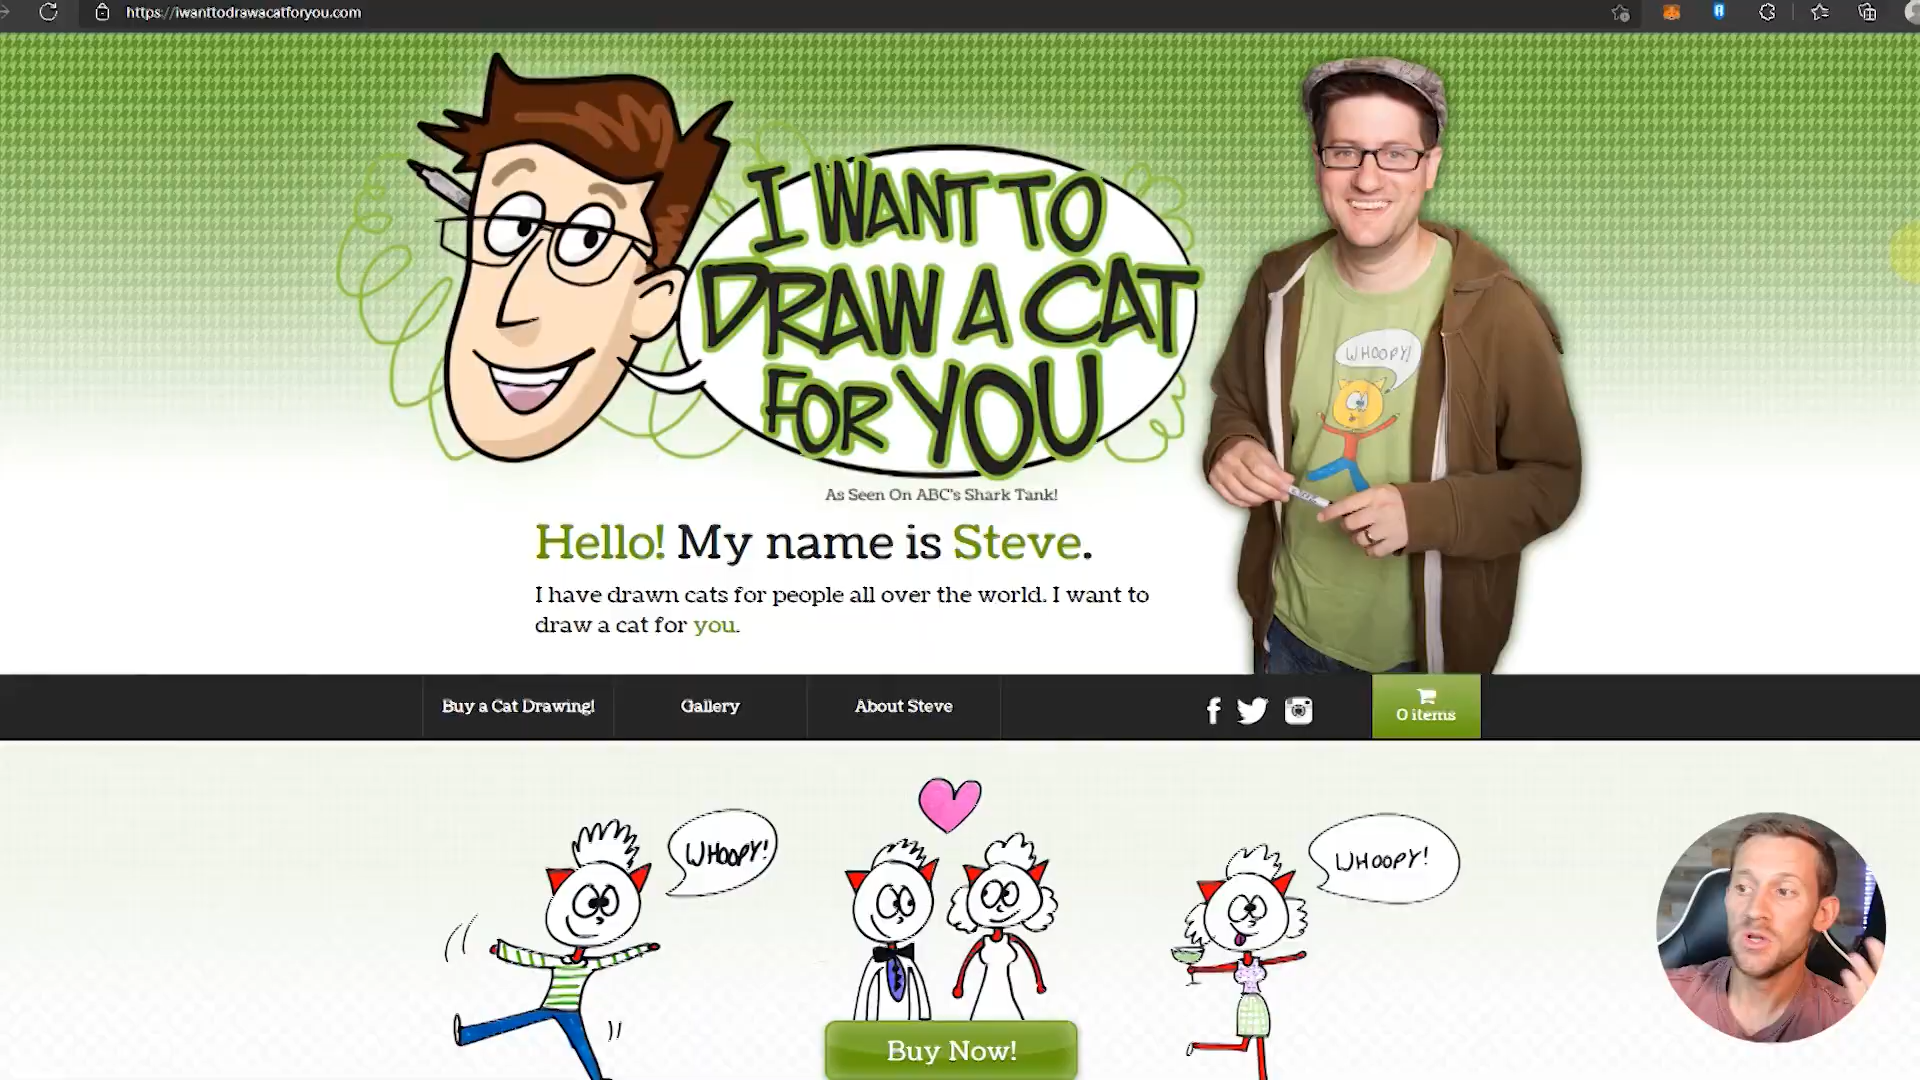 https://iwanttodrawacatforyou.com
I WANT TO
DRAW A CAT
FOR YOU
WHOOPY!
As Seen On ABC's Shark Tank!
Hello! My name is Steve.
I have drawn cats for people all over the world. I want to
draw a cat for you.
Buy a Cat Drawing!
Gallery
About Steve
0 items
WHOOPY!
WHOOPY!
Buy Now!